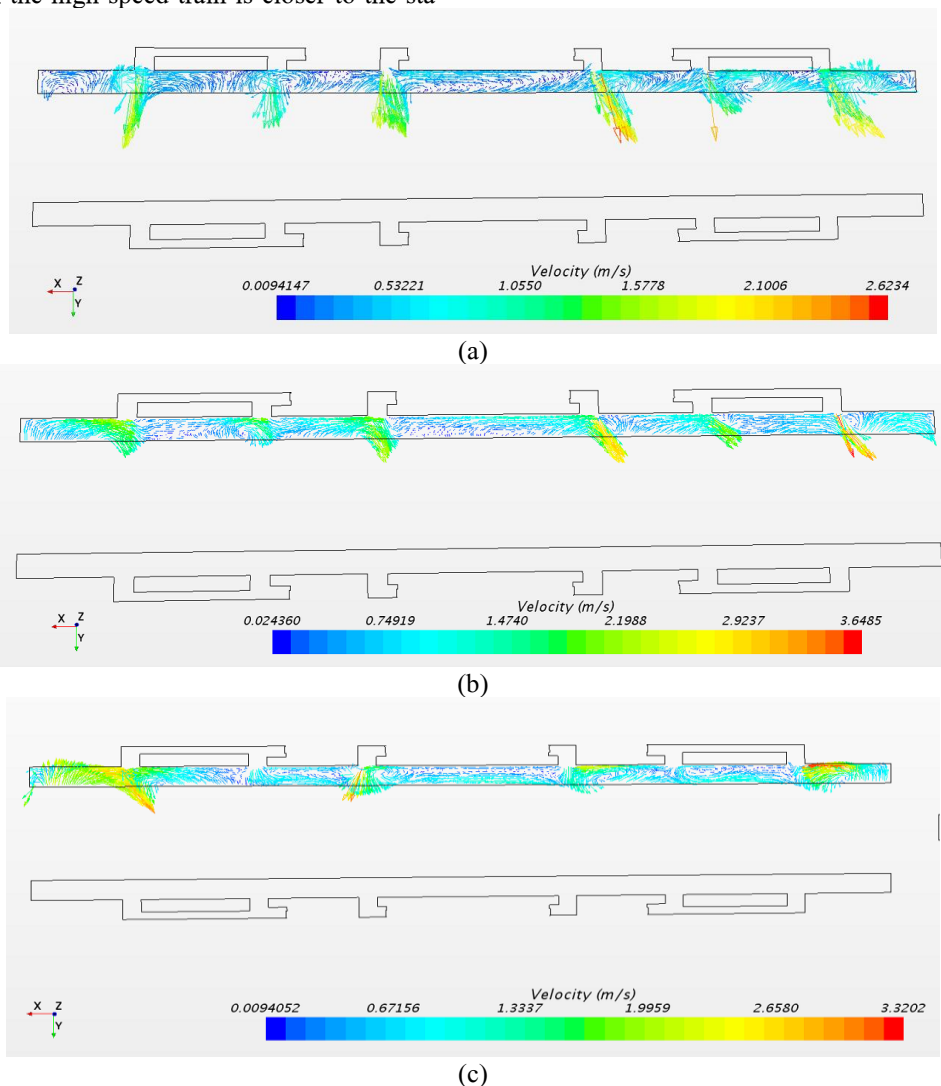 the high speed train is closer to the sta
X Z
Y
Velocity (m/s)
0.0094147 0.53221 1.0550 1.5778 2.1006 2.6234
(a)
X Z
Y
Velocity (m/s)
0.024360 0.74919 1.4740 2.1988 2.9237 3.6485
(b)
X Z
Y
Velocity (m/s)
0.0094052 0.67156 1.3337 1.9959 2.6580 3.3202
(c)